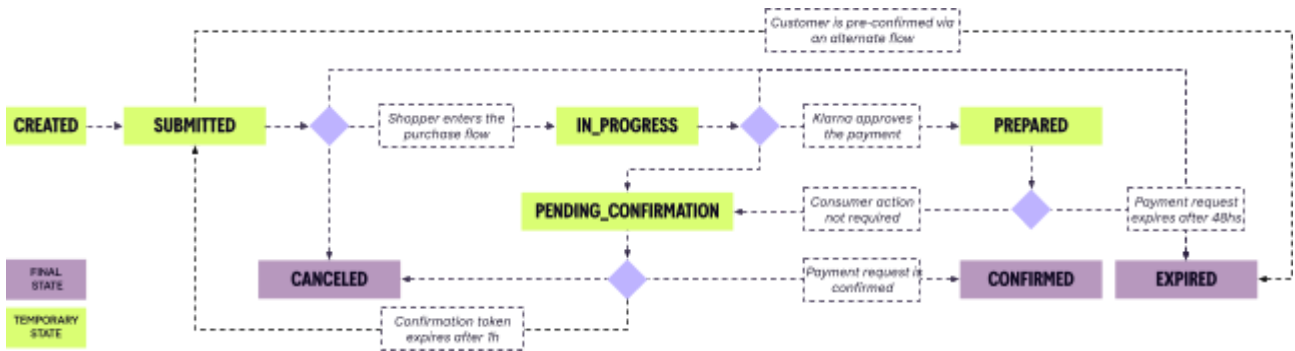 Customer is pre-confirmed via
an alternate flow
CREATED
SUBMITTED
Shopper enters the
purchase flow
IN_PROGRESS
Klarna approves
the payment
PREPARED
PENDING_CONFIRMATION
Consumer action
not required
Payment request
expires after 48hs
FINAL
STATE
CANCELED
Payment request is
confirmed
CONFIRMED
EXPIRED
TEMPORARY
STATE
Confirmation token
expires after 1h